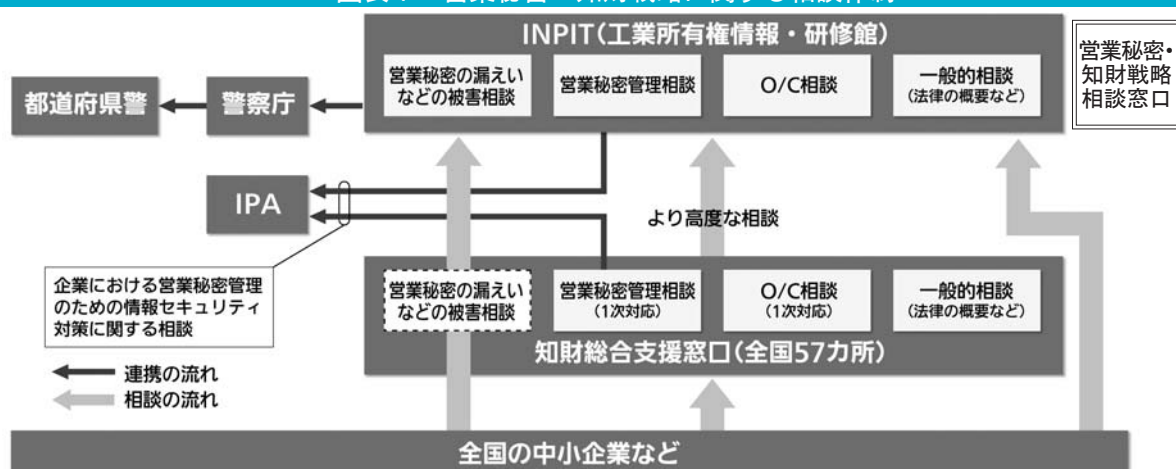 INPIT(工業所有権情報・研修館)
営業秘密の漏えい
などの被害相談
営業秘密管理相談
O/C相談
一般的相談
(法律の概要など)
営業秘密・
知財戦略
相談窓口
都道府県警
警察庁
IPA
より高度な相談
企業における営業秘密管理
のための情報セキュリティ
対策に関する相談
営業秘密の漏えい
などの被害相談
営業秘密管理相談
(1次対応)
O/C相談
(1次対応)
一般的相談
(法律の概要など)
知財総合支援窓口(全国57カ所)
連携の流れ
相談の流れ
全国の中小企業など